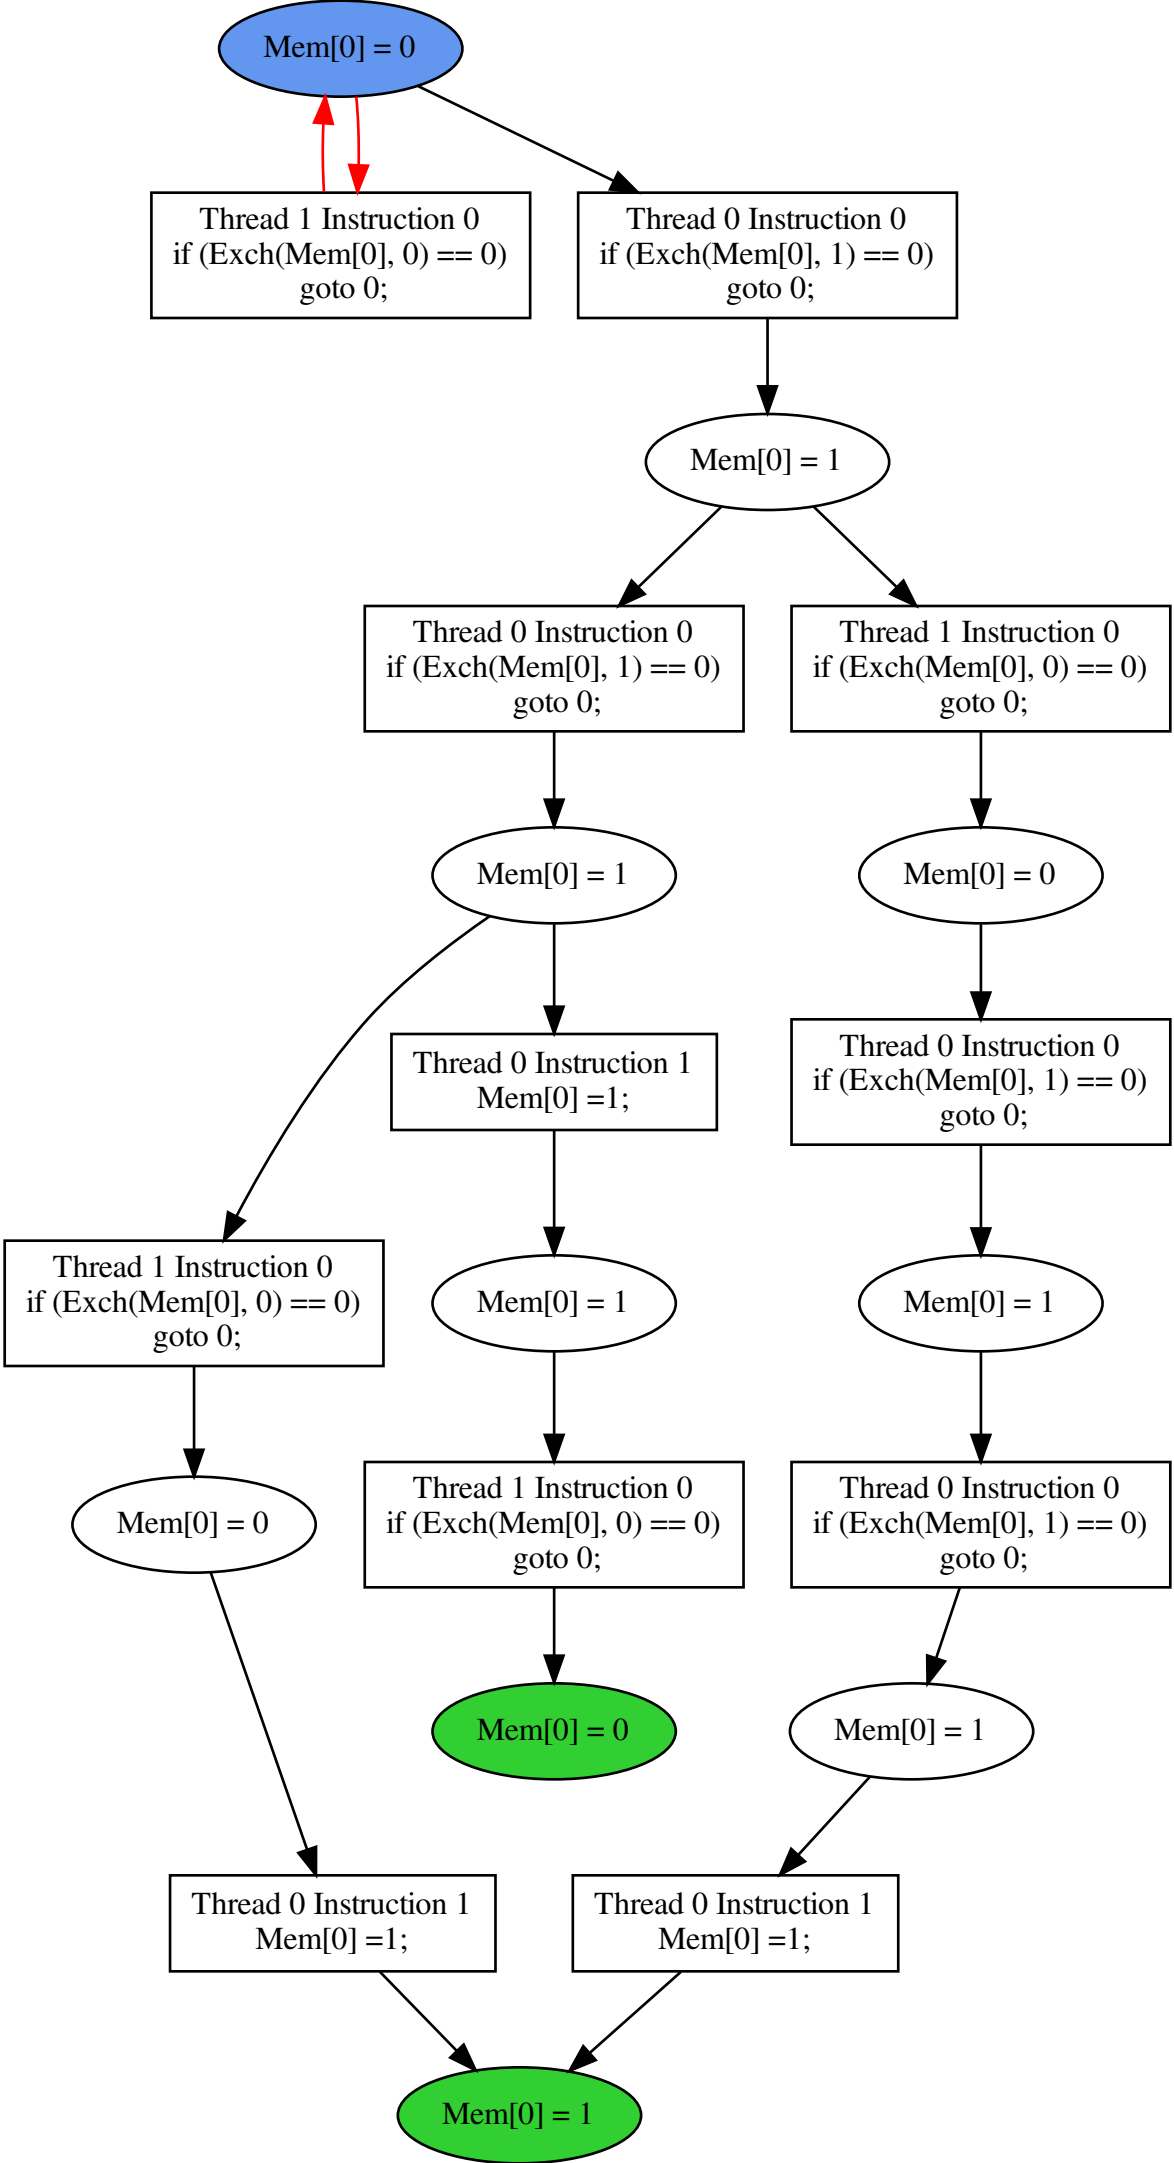 Mem[0] = 0
Thread 1 Instruction 0
if (Exch(Mem[0], 0) == 0)
goto 0;
Thread 0 Instruction 0
if (Exch(Mem[0], 1) == 0)
goto 0;
Mem[0] = 1
Thread 0 Instruction 0
if (Exch(Mem[0], 1) == 0)
goto 0;
Thread 1 Instruction 0
if (Exch(Mem[0], 0) == 0)
goto 0;
Mem[0] = 1
Mem[0] = 0
Thread 0 Instruction 1
Mem[0] =1;
Thread 0 Instruction 0
if (Exch(Mem[0], 1) == 0)
goto 0;
Thread 1 Instruction 0
if (Exch(Mem[0], 0) == 0)
goto 0;
Mem[0] = 1
Mem[0] = 1
Mem[0] = 0
Thread 1 Instruction 0
if (Exch(Mem[0], 0) == 0)
goto 0;
Thread 0 Instruction 0
if (Exch(Mem[0], 1) == 0)
goto 0;
Mem[0] = 0
Mem[0] = 1
Thread 0 Instruction 1
Mem[0] =1;
Thread 0 Instruction 1
Mem[0] =1;
Mem[0] = 1